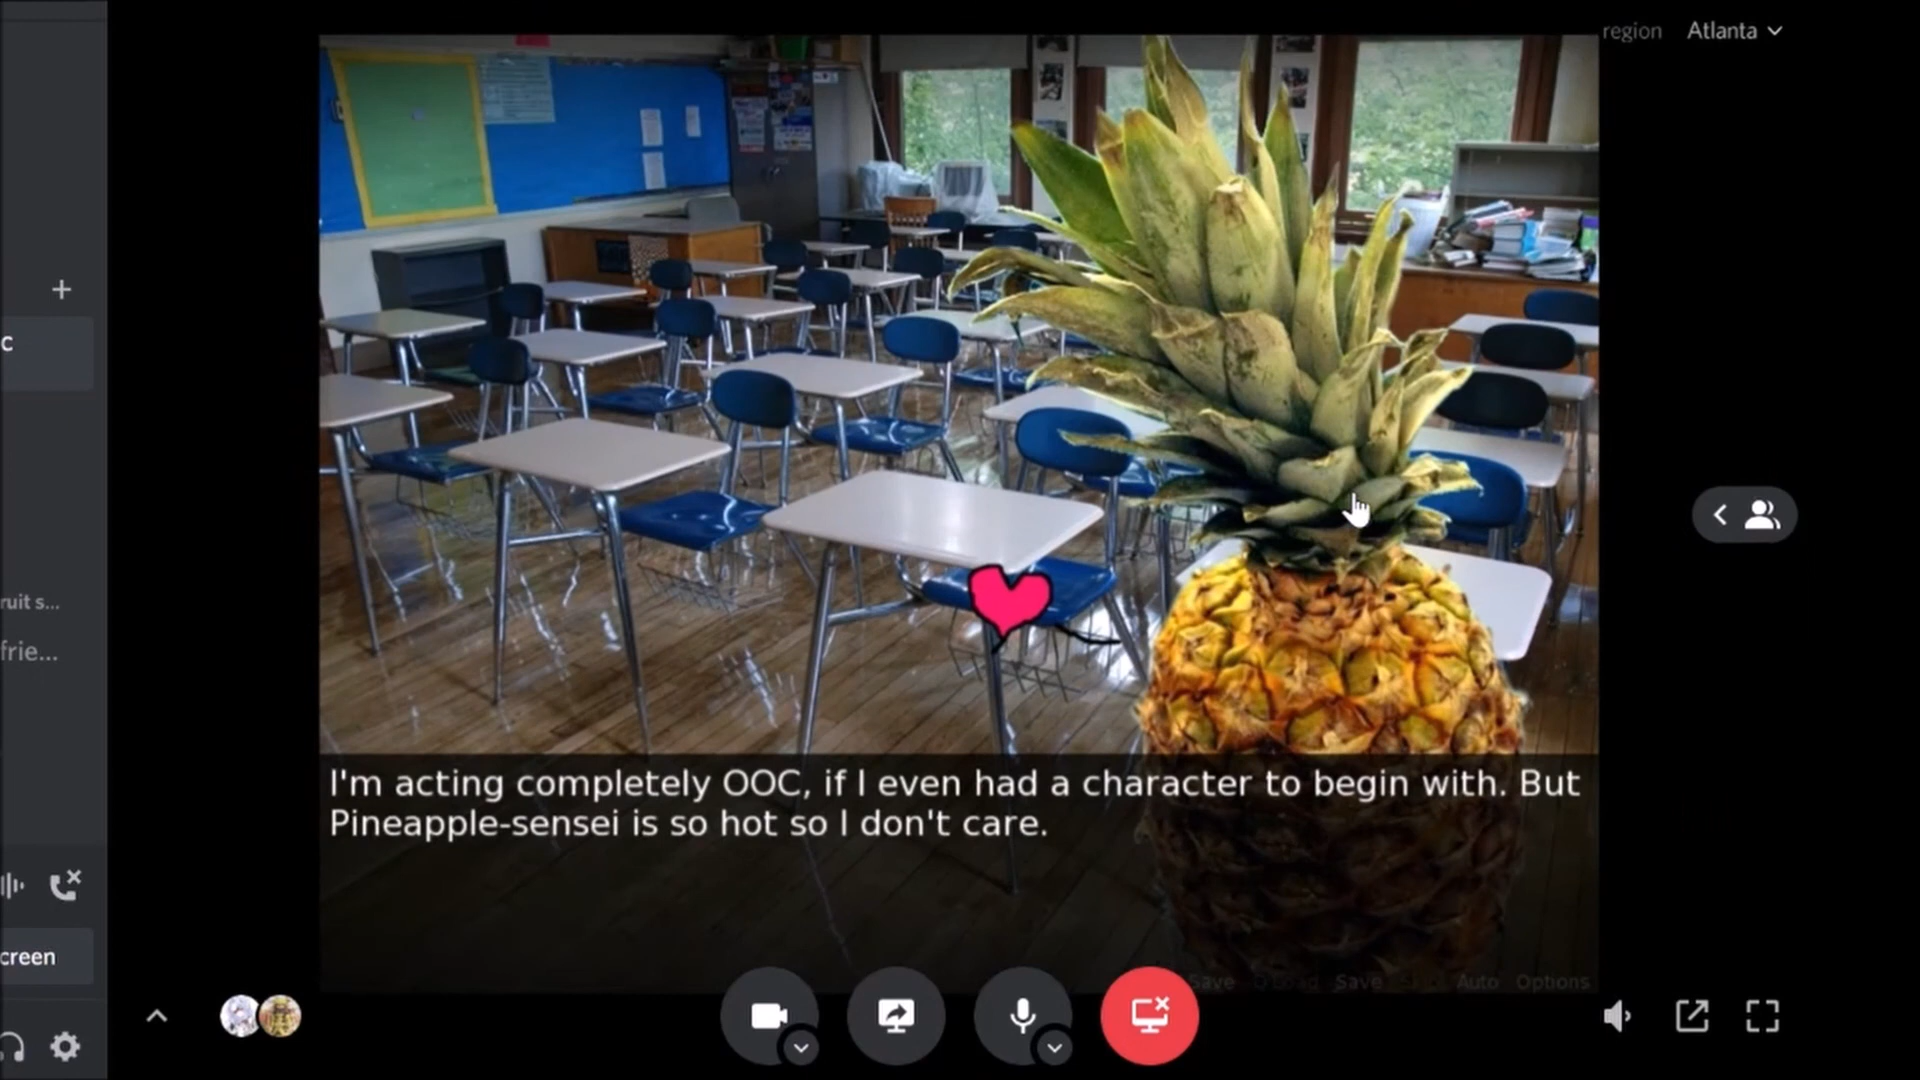 region Atlanta
c
ruit s...
frie...
I'm acting completely OOC, if I even had a character to begin with. But
Pineapple-sensei is so hot so I don't care.
creen
Save Load Save Skip Auto Options